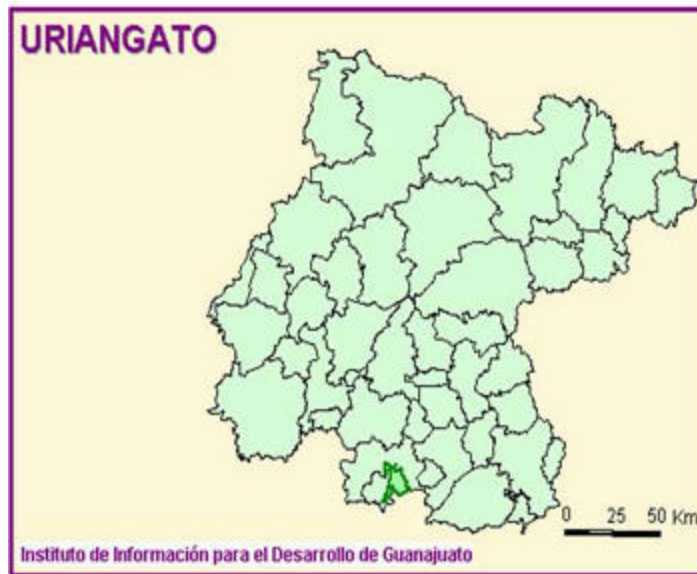 URIANGATO
0 25 50 Km
Instituto de Información para el Desarrollo de Guanajuato